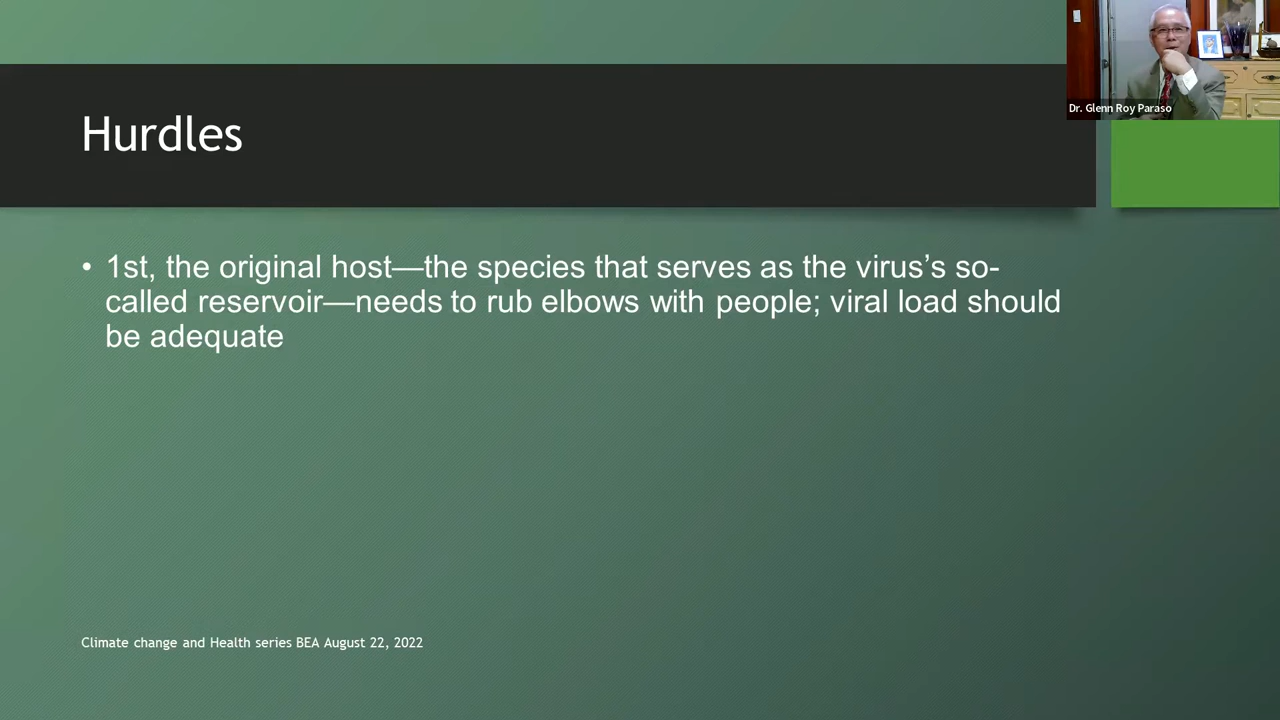 Dr. Glenn Roy Paraso
Hurdles
• 1st, the original host—the species that serves as the virus’s so-
called reservoir—needs to rub elbows with people; viral load should
be adequate
Climate change and Health series BEA August 22, 2022